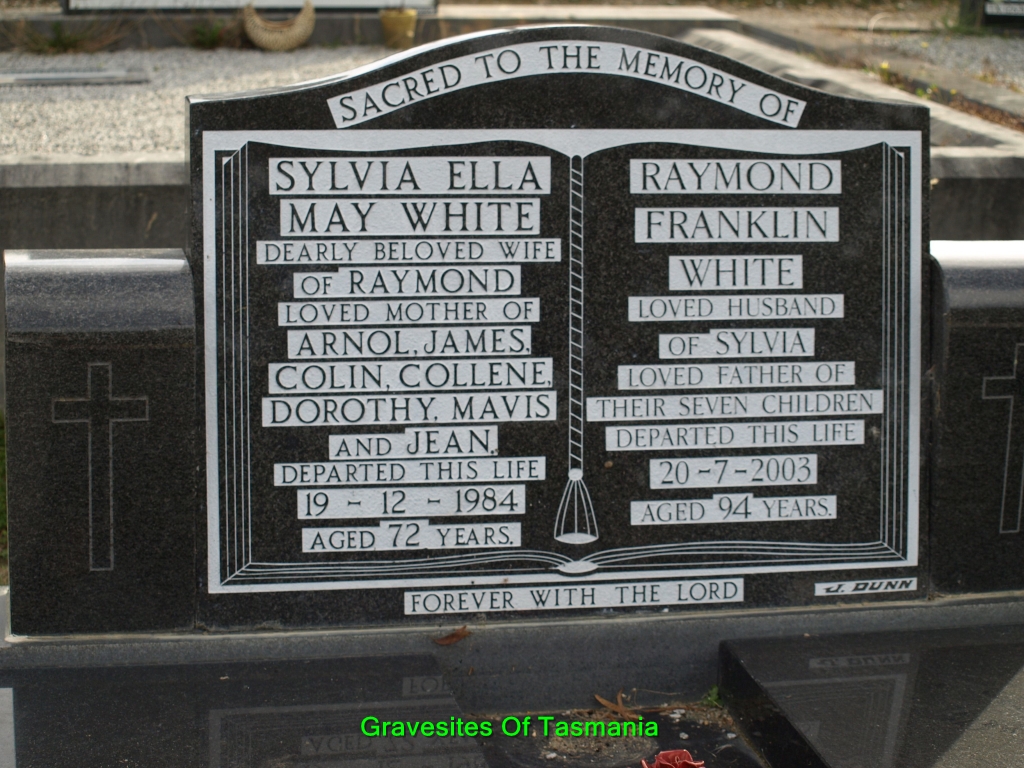 SACRED TO THE MEMORY OF
SYLVIA ELLA
MAY WHITE
DEARLY BELOVED WIFE
OF RAYMOND
LOVED MOTHER OF
ARNOL, JAMES,
COLIN, COLLENE,
DOROTHY, MAVIS
AND JEAN,
DEPARTED THIS LIFE
19 - 12 - 1984
AGED 72 YEARS.
RAYMOND
FRANKLIN
WHITE
LOVED HUSBAND
OF SYLVIA
LOVED FATHER OF
THEIR SEVEN CHILDREN
DEPARTED THIS LIFE
20-7-2003
AGED 94 YEARS.
FOREVER WITH THE LORD
J. DUNN
Gravesites Of Tasmania